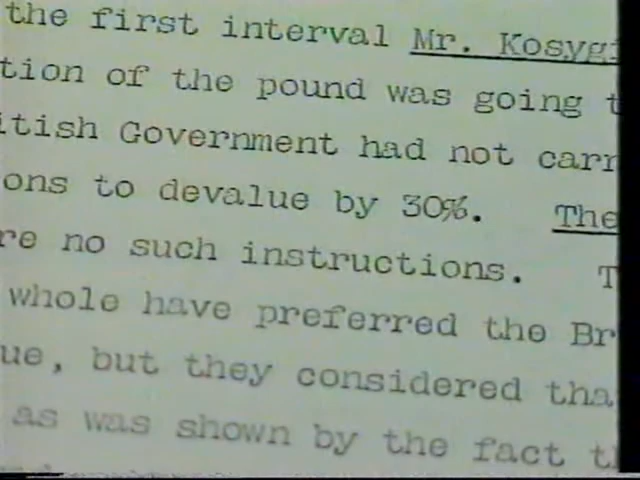 the first interval Mr. Kosygi
tion of the pound was going t
itish Government had not carr
ons to devalue by 30%. The
re no such instructions. T
whole have preferred the Br
ue, but they considered tha
as was shown by the fact th